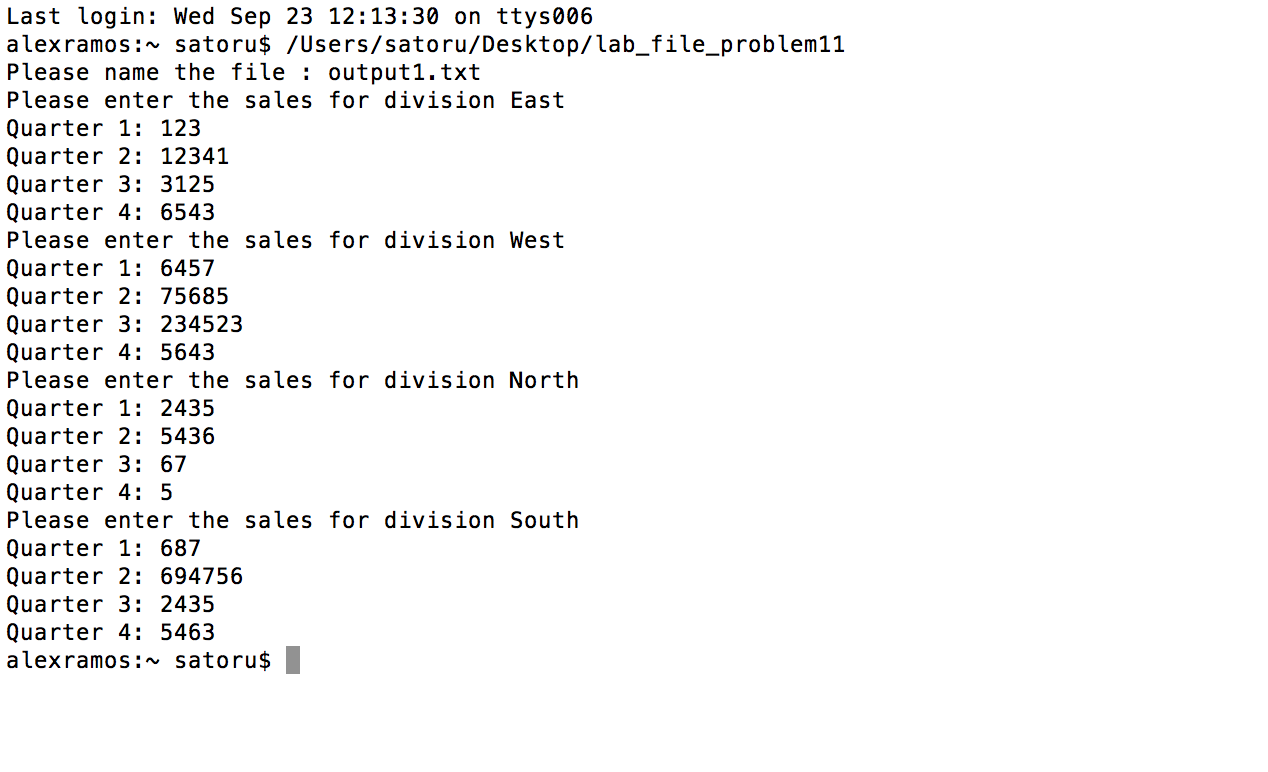 Last login: Wed Sep 23 12:13:30 on ttys006
alexramos:~ satoru$ /Users/satoru/Desktop/lab_file_problem11
Please name the file : output1.txt
Please enter the sales for division East
Quarter 1: 123
Quarter 2: 12341
Quarter 3: 3125
Quarter 4: 6543
Please enter the sales for division West
Quarter 1: 6457
Quarter 2: 75685
Quarter 3: 234523
Quarter 4: 5643
Please enter the sales for division North
Quarter 1: 2435
Quarter 2: 5436
Quarter 3: 67
Quarter 4: 5
Please enter the sales for division South
Quarter 1: 687
Quarter 2: 694756
Quarter 3: 2435
Quarter 4: 5463
alexramos:~ satoru$